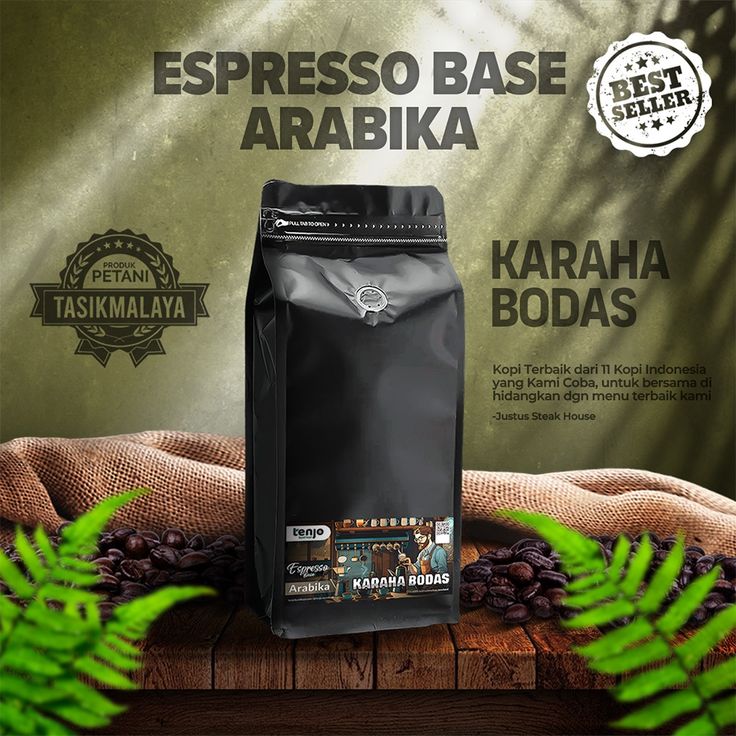 ESPRESSO BASE
ARABIKA
BEST
SELLER
PRODUK
PETANI
TASIKMALAYA
KARAHA
BODAS
Kopi Terbaik dari 11 Kopi Indonesia
yang Kami Coba, untuk bersama di
hidangkan dgn menu terbaik kami
-Justus Steak House
PULL TAB TO OPEN
tenjo
Espresso
Base
Arabika
KARAHA BODAS